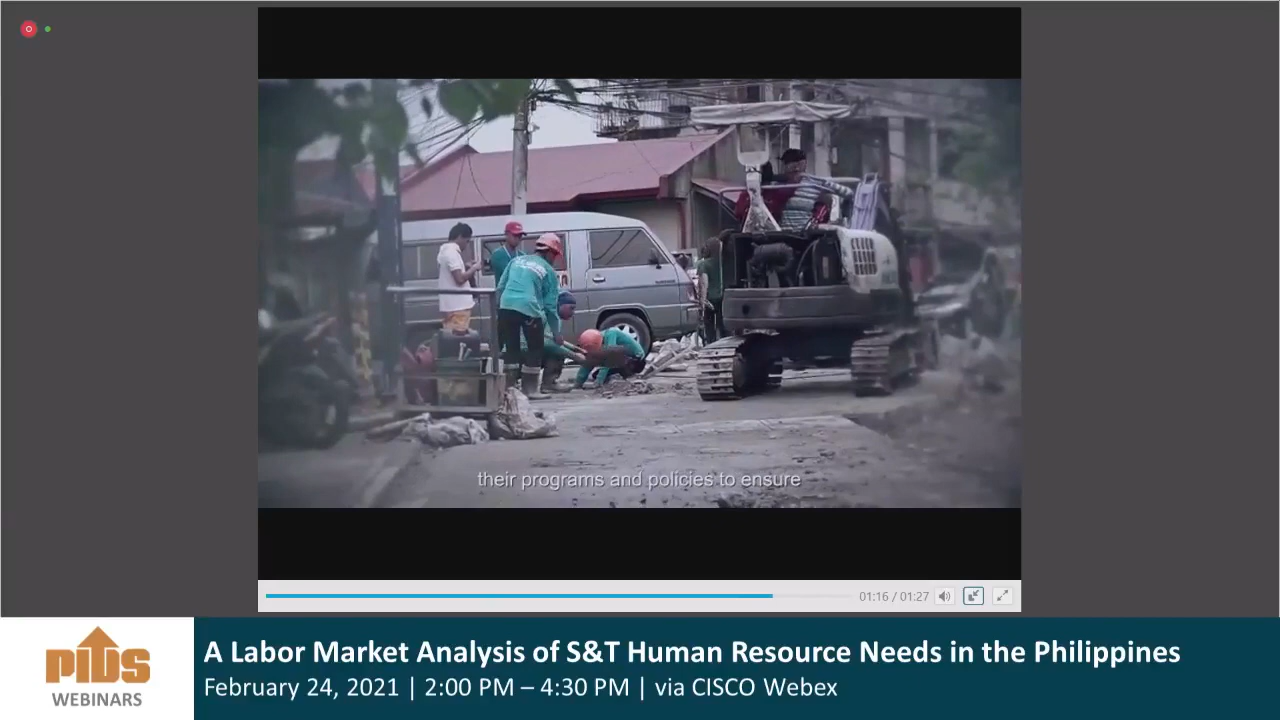 their programs and policies to ensure
01:16 / 01:27
PIDS
WEBINARS
A Labor Market Analysis of S&T Human Resource Needs in the Philippines
February 24, 2021 | 2:00 PM – 4:30 PM | via CISCO Webex